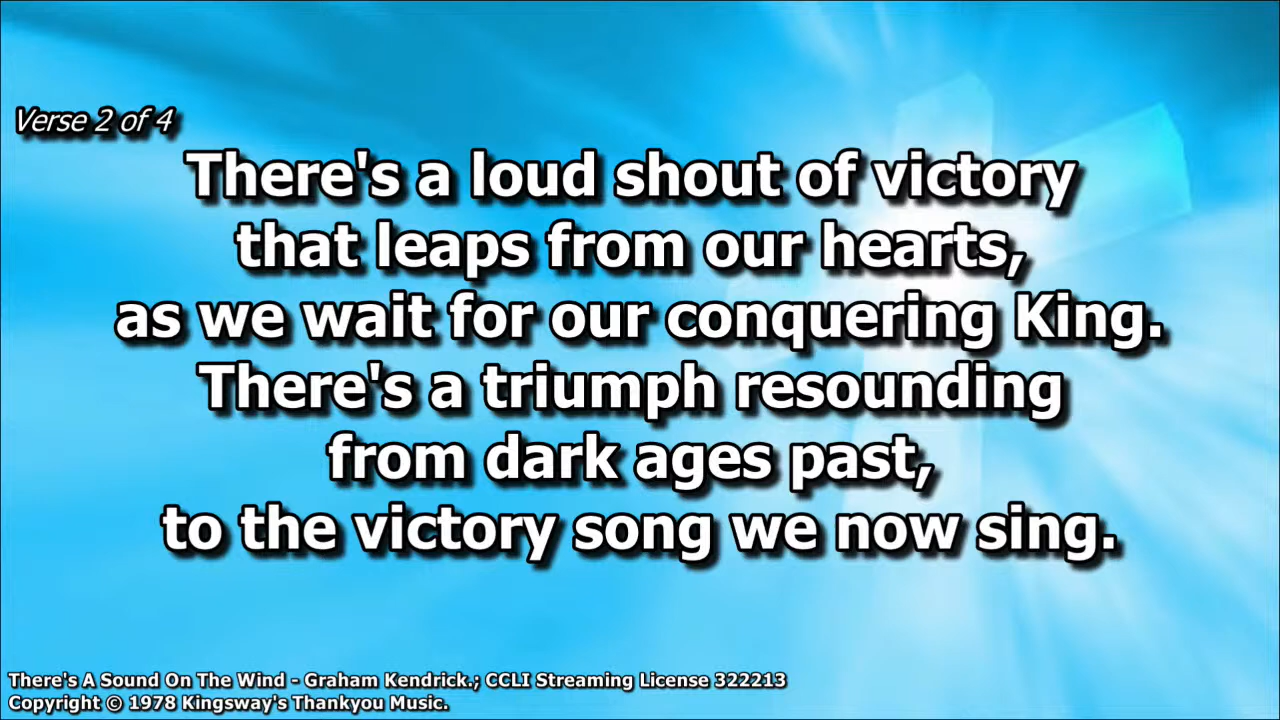 Verse 2 of 4
There's a loud shout of victory
that leaps from our hearts,
as we wait for our conquering King.
There's a triumph resounding
from dark ages past,
to the victory song we now sing.
There's A Sound On The Wind - Graham Kendrick.; CCLI Streaming License 322213
Copyright © 1978 Kingsway's Thankyou Music.